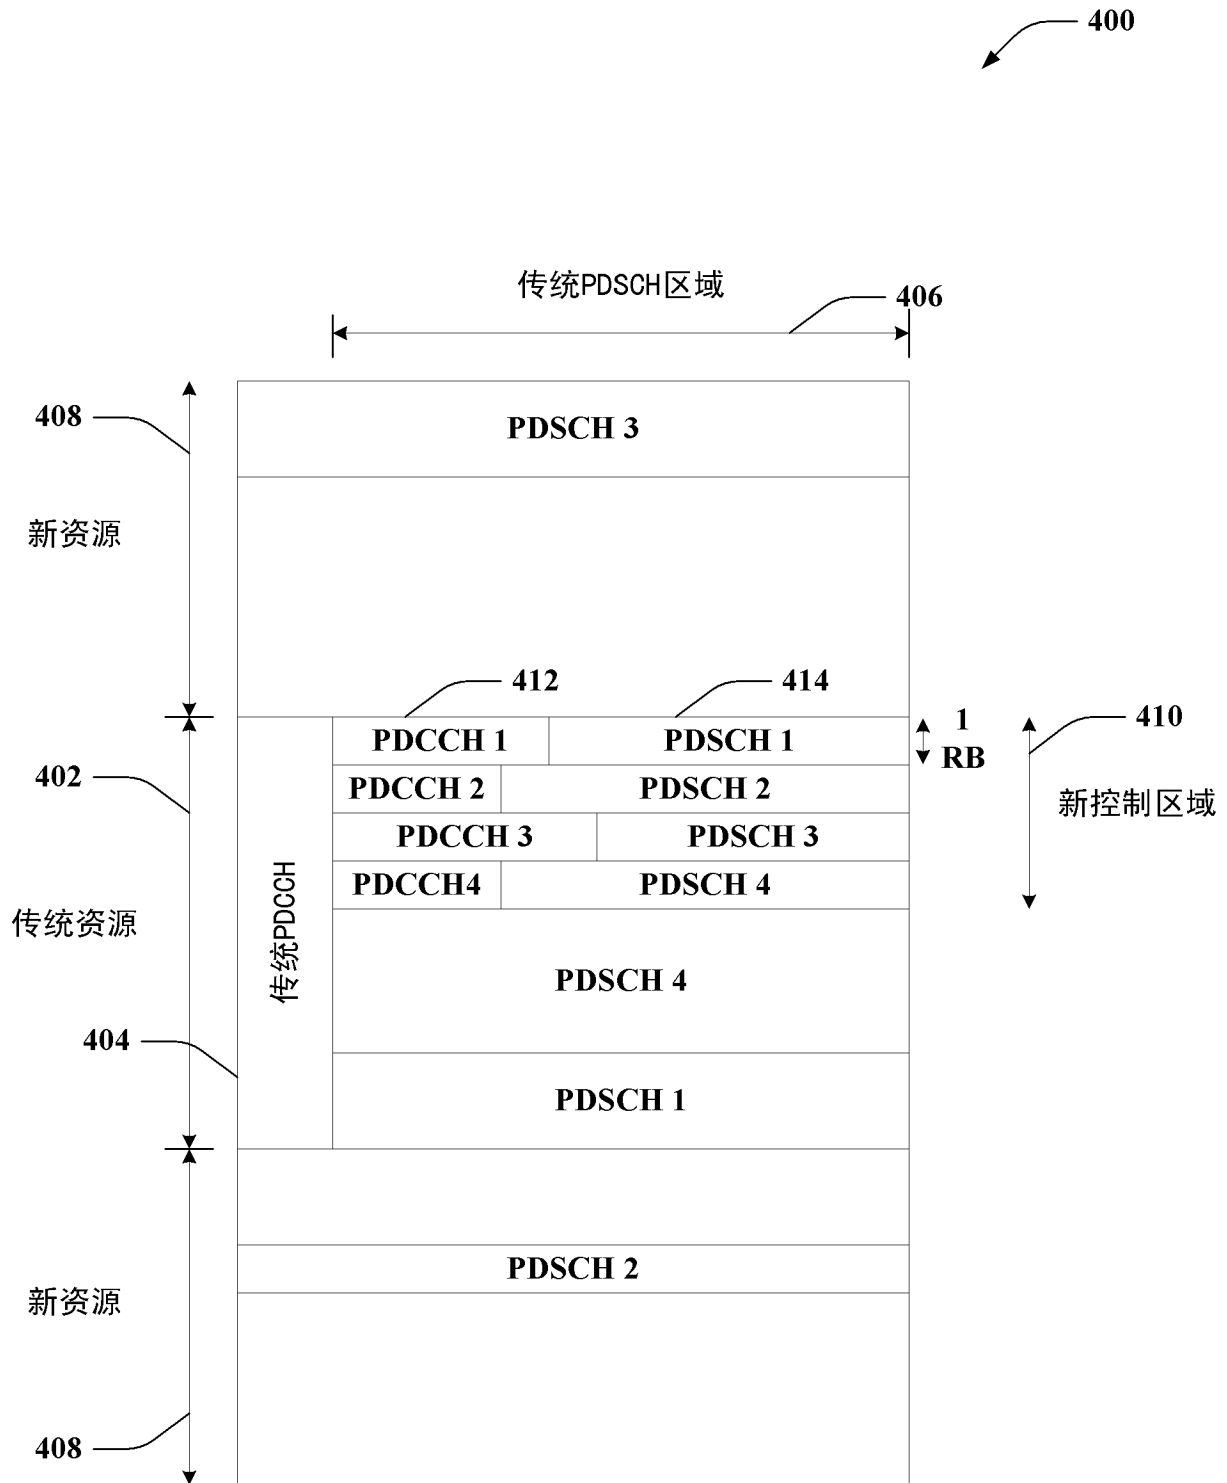 400
传统PDSCH区域
406
408
PDSCH 3
新资源
412
414
PDCCH 1
PDSCH 1
1
RB
410
402
PDCCH 2
PDSCH 2
新控制区域
PDCCH 3
PDSCH 3
PDCCH4
PDSCH 4
传统资源
传统PDCCH
PDSCH 4
404
PDSCH 1
PDSCH 2
新资源
408